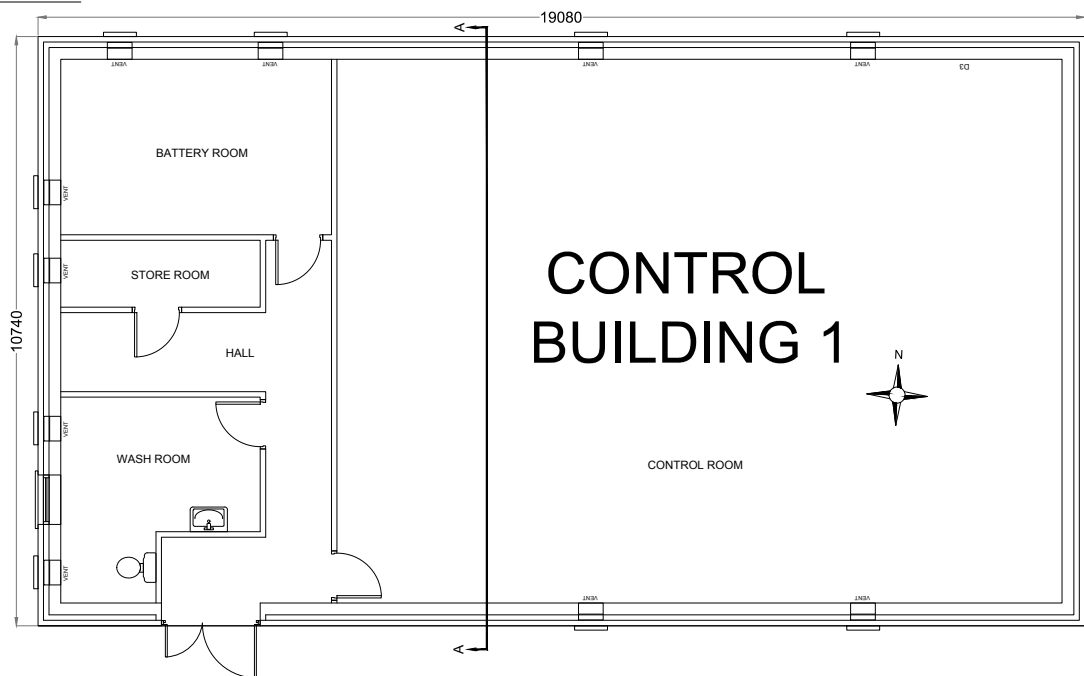 19080
A
VENT
VENT
VENT
VENT
D3
BATTERY ROOM
VENT
STORE ROOM
VENT
CONTROL
BUILDING 1
10740
HALL
N
VENT
WASH ROOM
CONTROL ROOM
VENT
VENT
VENT
A